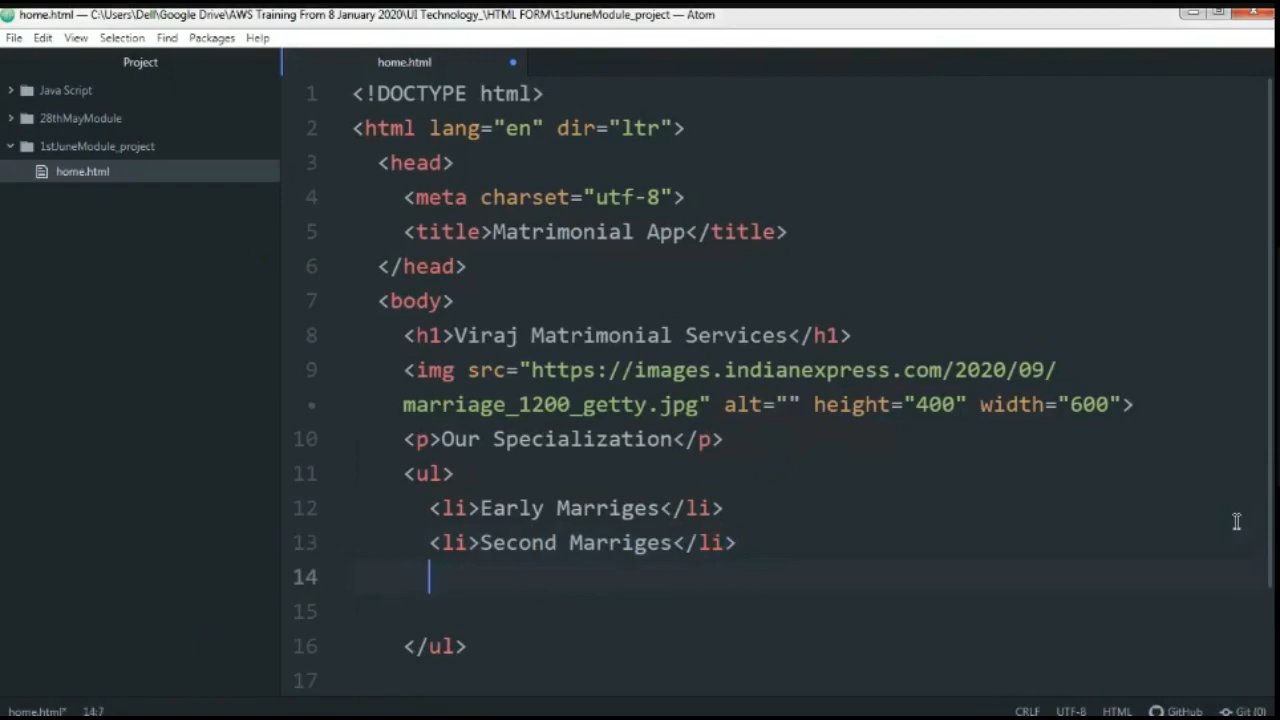 home.html — C:\Users\Dell\Google Drive\AWS Training From 8 January 2020\UI Technology_\HTML FORM\1stJuneModule_project — Atom
File Edit View Selection Find Packages Help
Project
home.html
Java Script
28thMayModule
1stJuneModule_project
home.html
1 <!DOCTYPE html>
2 <html lang="en" dir="ltr">
3 <head>
4 <meta charset="utf-8">
5 <title>Matrimonial App</title>
6 </head>
7 <body>
8 <h1>Viraj Matrimonial Services</h1>
9 <img src="https://images.indianexpress.com/2020/09/
• marriage_1200_getty.jpg" alt="" height="400" width="600">
10 <p>Our Specialization</p>
11 <ul>
12 <li>Early Marriges</li>
13 <li>Second Marriges</li>
14
15
16 </ul>
17
home.html* 14:7 CRLF UTF-8 HTML GitHub Git (0)